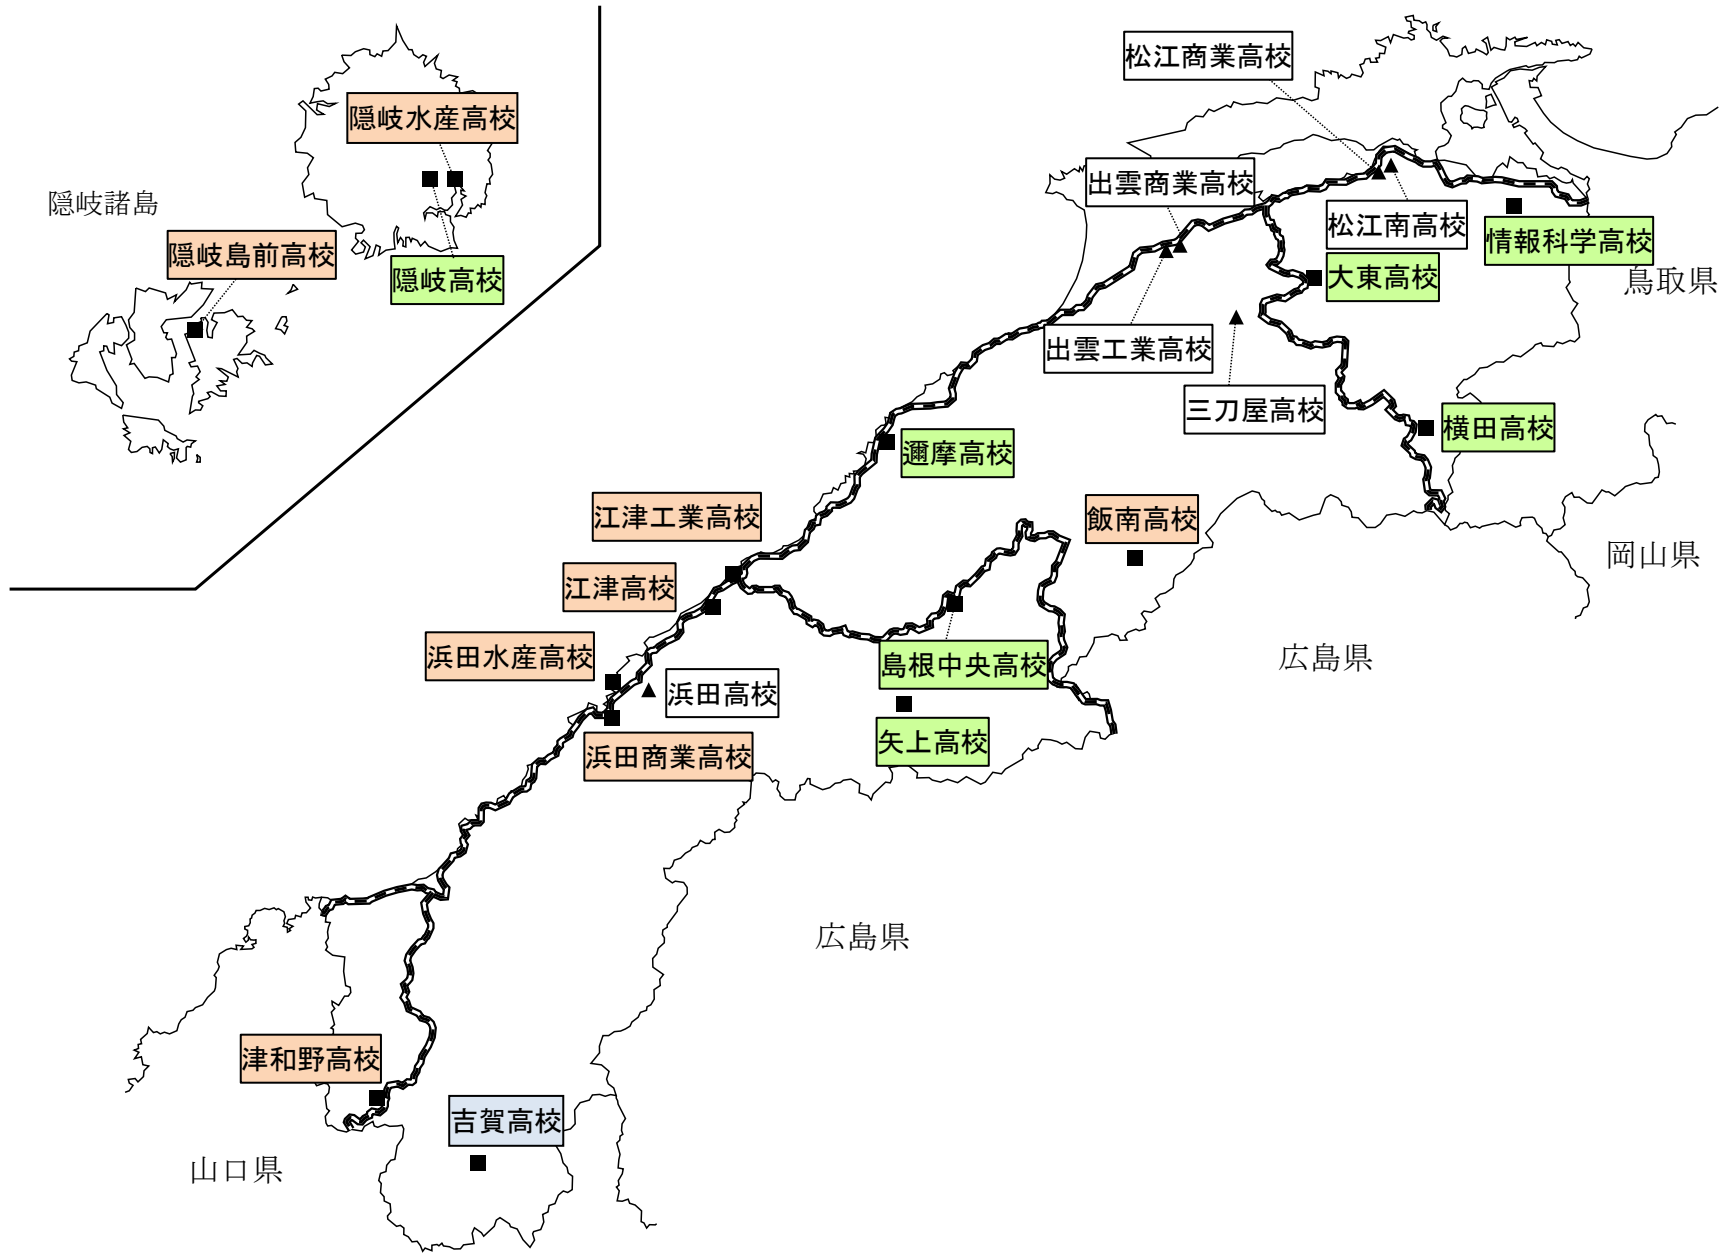 松江商業高校
隠岐水産高校
出雲商業高校
隠岐諸島
松江南高校
情報科学高校
隠岐島前高校
隠岐高校
大東高校
鳥取県
出雲工業高校
三刀屋高校
横田高校
邇摩高校
江津工業高校
飯南高校
岡山県
江津高校
浜田水産高校
島根中央高校
広島県
浜田高校
矢上高校
浜田商業高校
広島県
津和野高校
吉賀高校
山口県